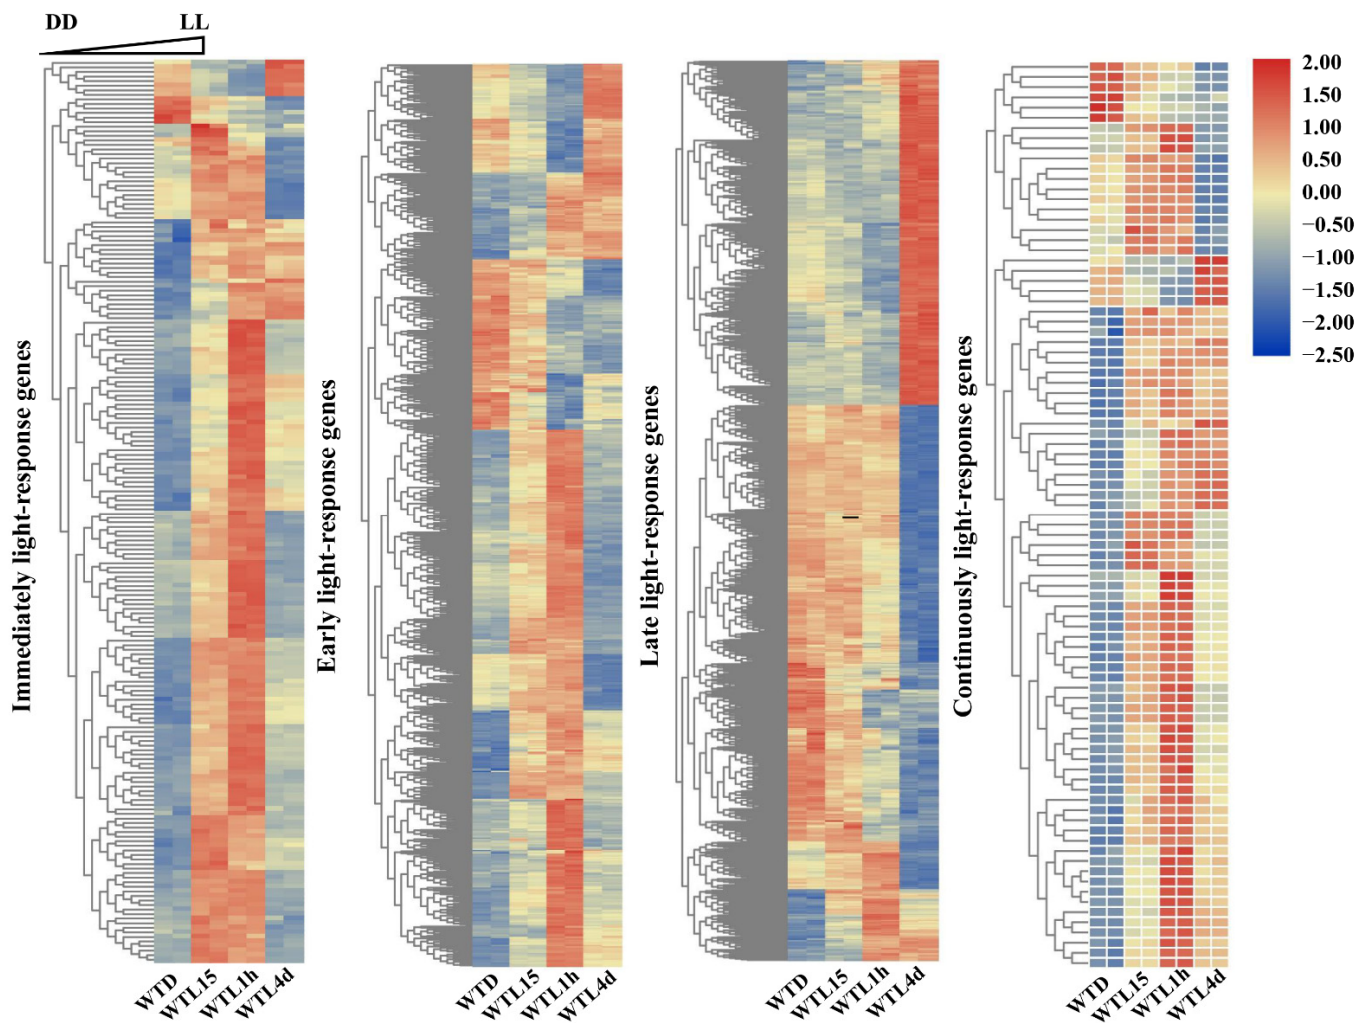 DD
LL
Immediately light-response genes
WTD
WTL15
WTL1h
WTL4d
Early light-response genes
WTD
WTL15
WTL1h
WTL4d
Late light-response genes
WTD
WTL15
WTL1h
WTL4d
Continuously light-response genes
WTD
WTL15
WTL1h
WTL4d
2.00
1.50
1.00
0.50
0.00
−0.50
−1.00
−1.50
−2.00
−2.50